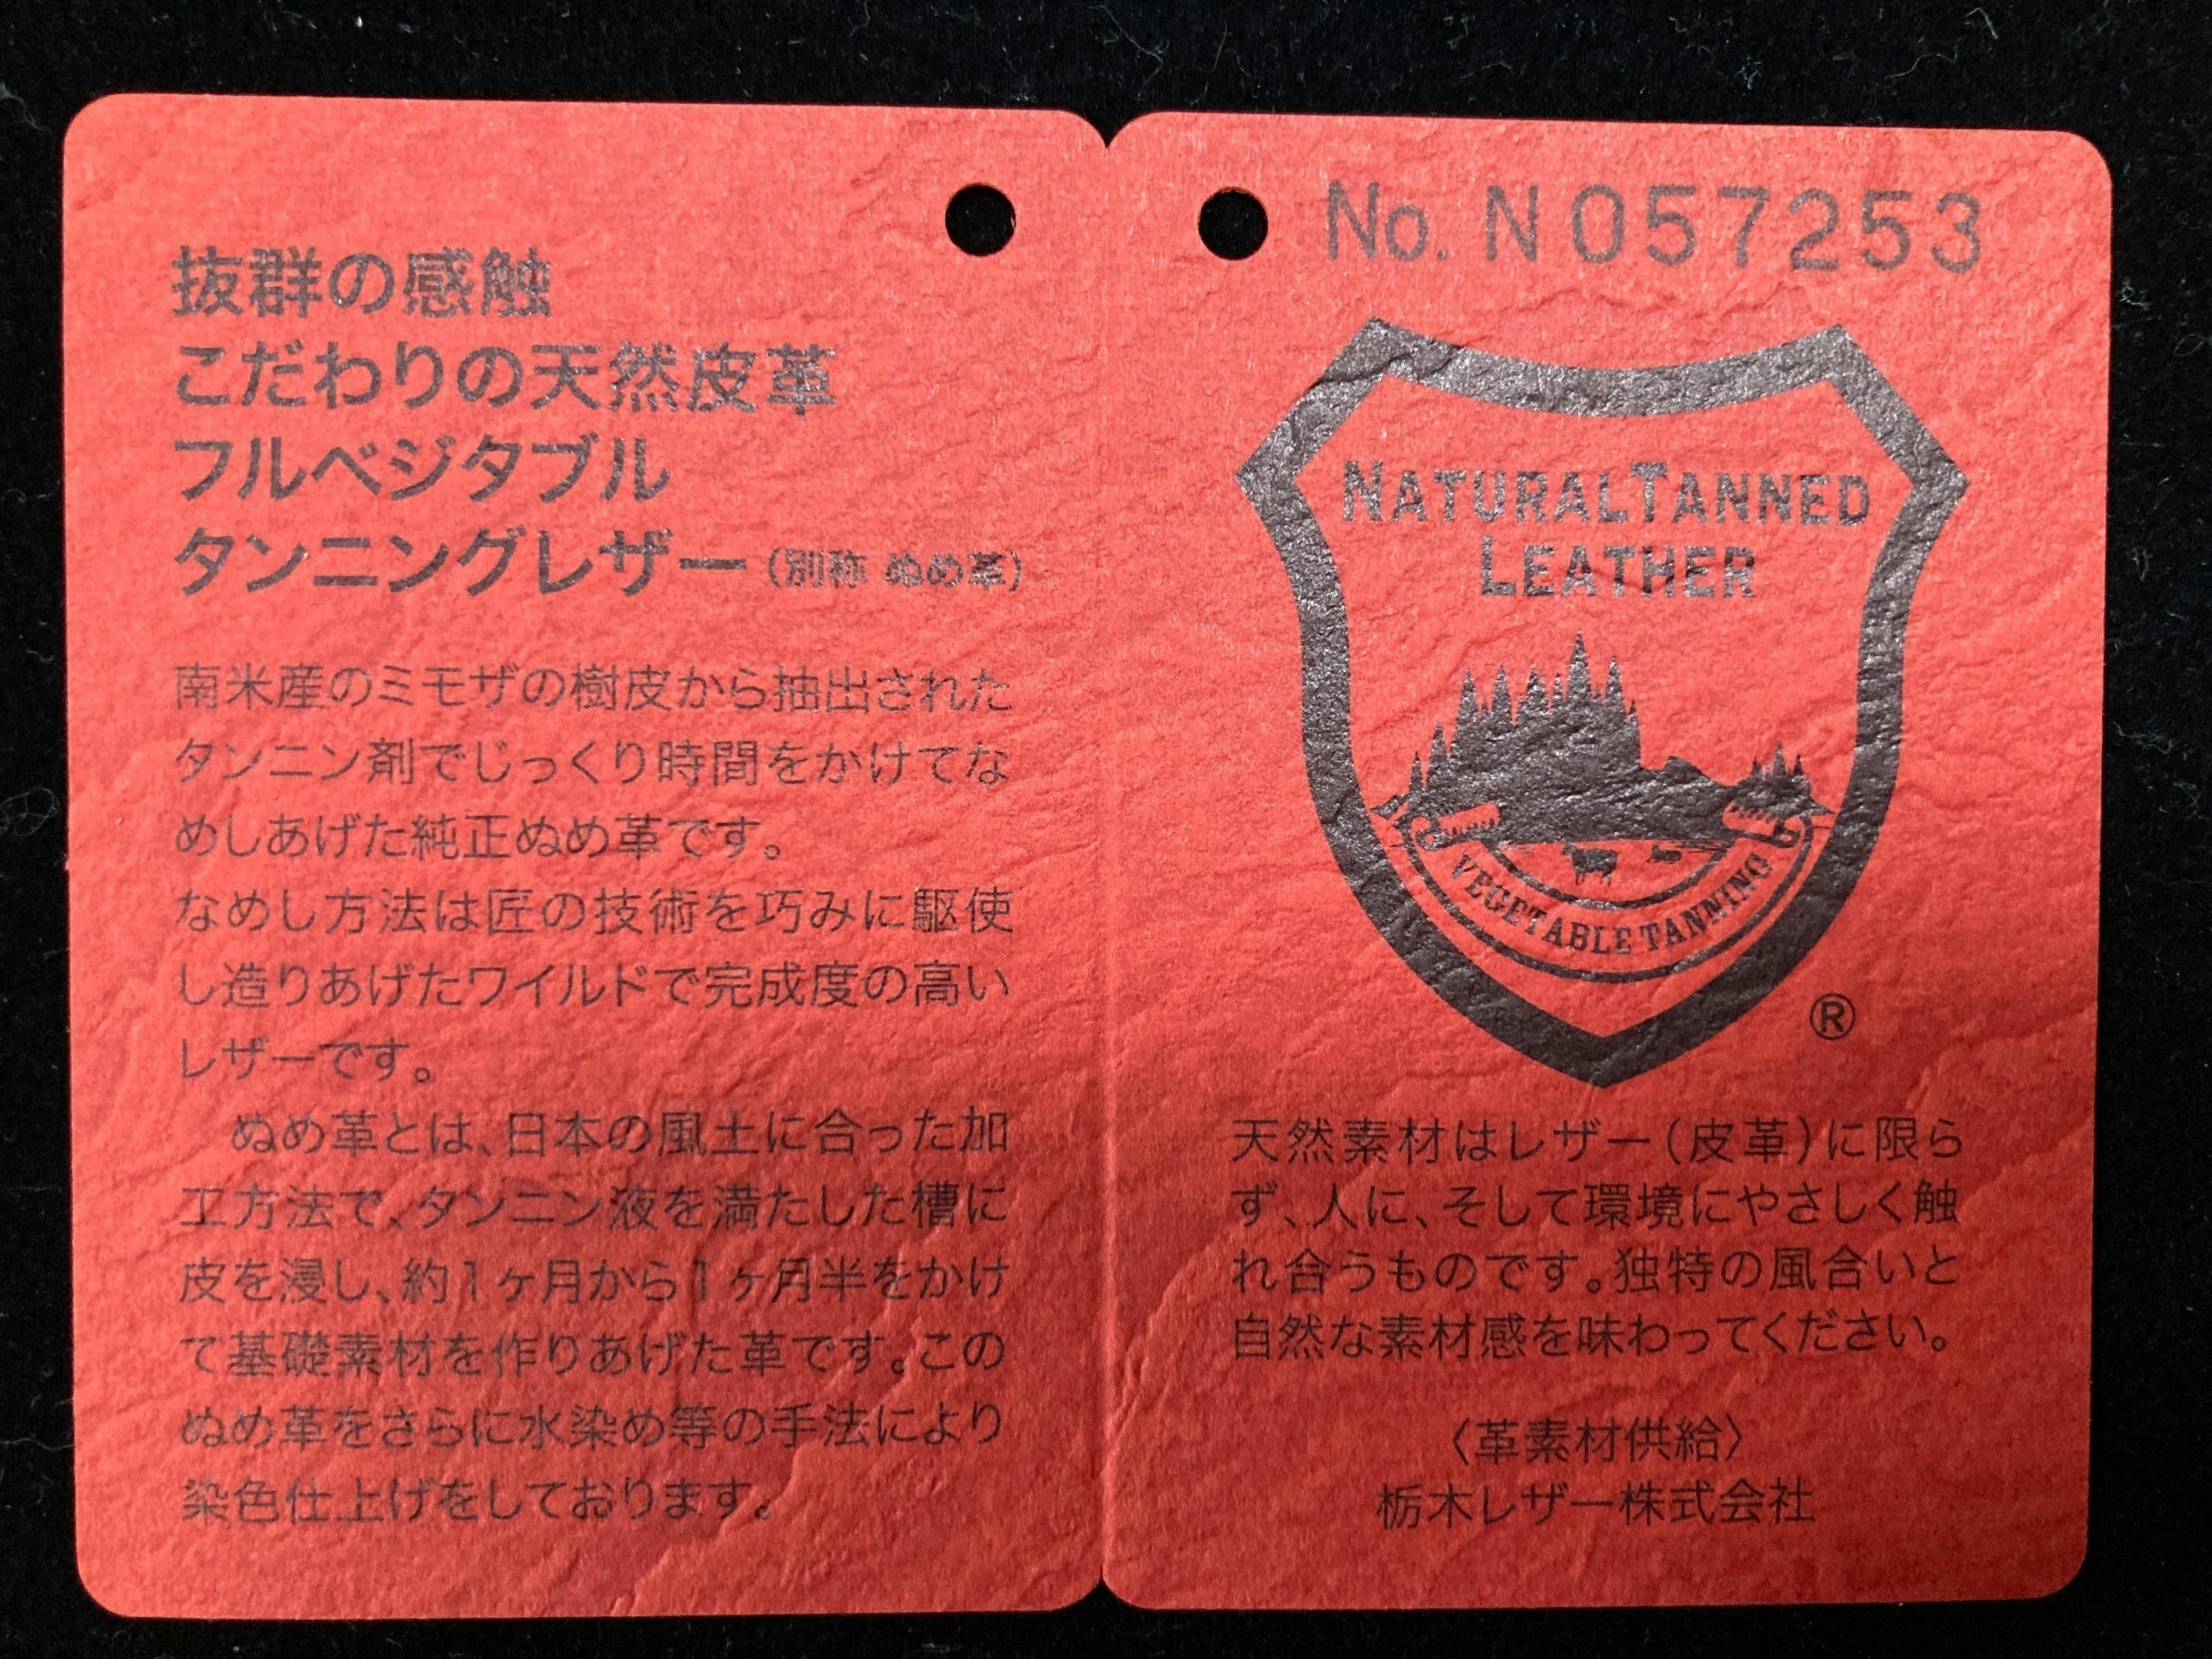 抜群の感触
こだわりの天然皮革
フルベジタブル
タンニングレザー(別称 ぬめ革)
南米産のミモザの樹皮から抽出された
タンニン剤でじっくり時間をかけてな
めしあげた純正ぬめ革です。
なめし方法は匠の技術を巧みに駆使
し造りあげたワイルドで完成度の高い
レザーです。
ぬめ革とは、日本の風土に合った加
工方法で、タンニン液を満たした槽に
皮を浸し、約1ヶ月から1ヶ月半をかけ
て基礎素材を作りあげた革です。この
ぬめ革をさらに水染め等の手法により
染色仕上げをしております。
No. N057253
NATURAL TANNED
LEATHER
VEGETABLE TANNING
®
天然素材はレザー(皮革)に限ら
ず、人に、そして環境にやさしく触
れ合うものです。独特の風合いと
自然な素材感を味わってください。
〈革素材供給〉
栃木レザー株式会社